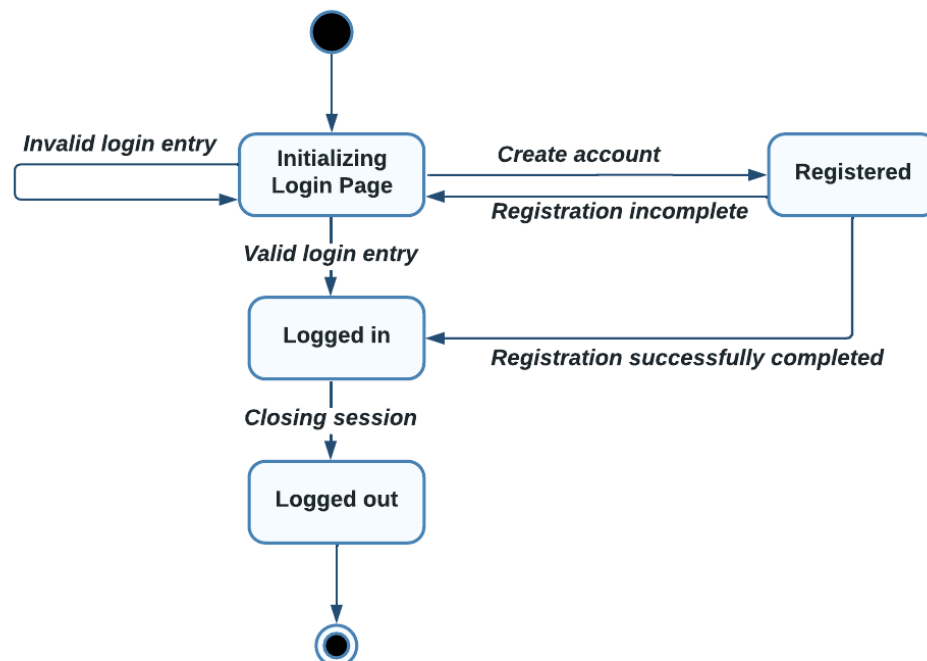 Invalid login entry
Initializing
Login Page
Create account
Registered
Registration incomplete
Valid login entry
Logged in
Registration successfully completed
Closing session
Logged out